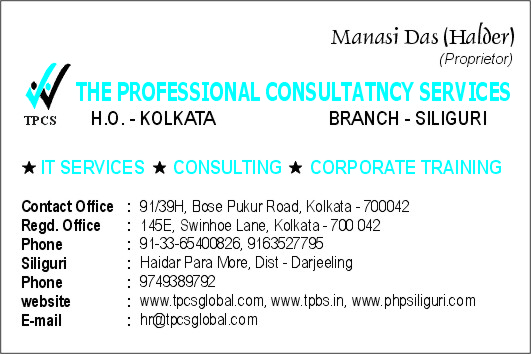 Manasi Das (Halder)
(Proprietor)
TPCS
THE PROFESSIONAL CONSULTATNCY SERVICES
H.O. - KOLKATA BRANCH - SILIGURI
★ IT SERVICES ★ CONSULTING ★ CORPORATE TRAINING
Contact Office : 91/39H, Bose Pukur Road, Kolkata - 700042
Regd. Office : 145E, Swinhoe Lane, Kolkata - 700 042
Phone : 91-33-65400826, 9163527795
Siliguri : Haidar Para More, Dist - Darjeeling
Phone : 9749389792
website : www.tpcsglobal.com, www.tpbs.in, www.phpsiliguri.com
E-mail : hr@tpcsglobal.com